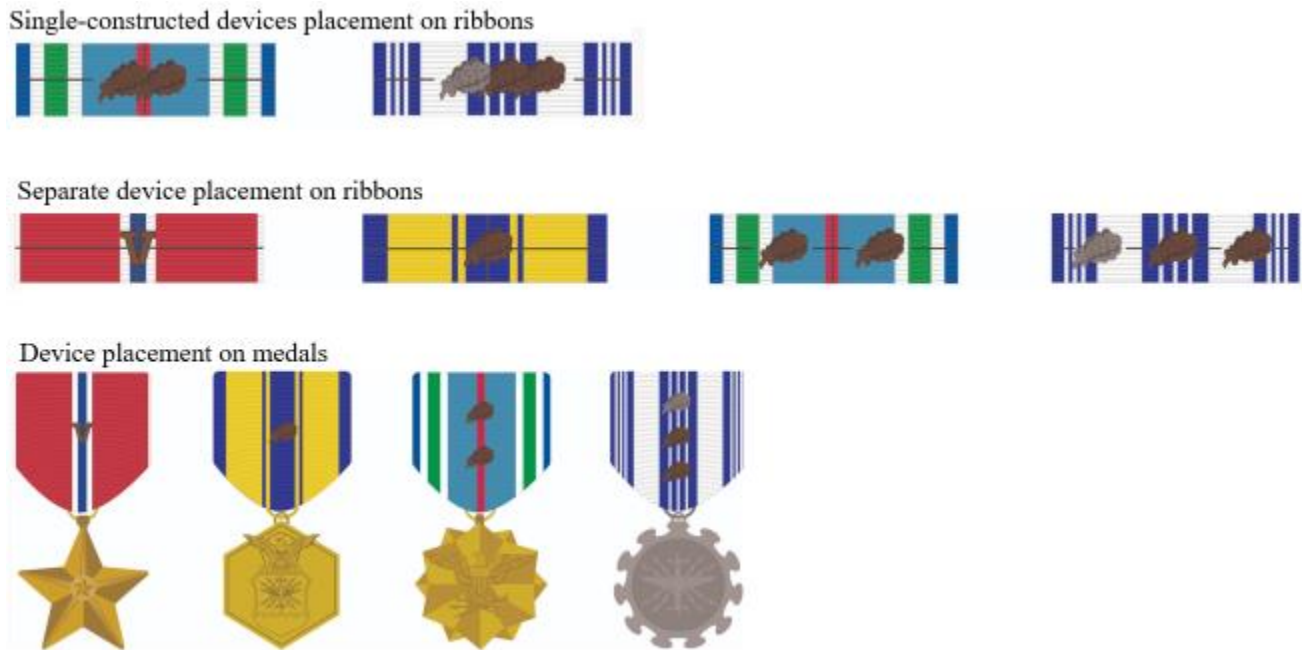 Single-constructed devices placement on ribbons
Separate device placement on ribbons
V
Device placement on medals
V